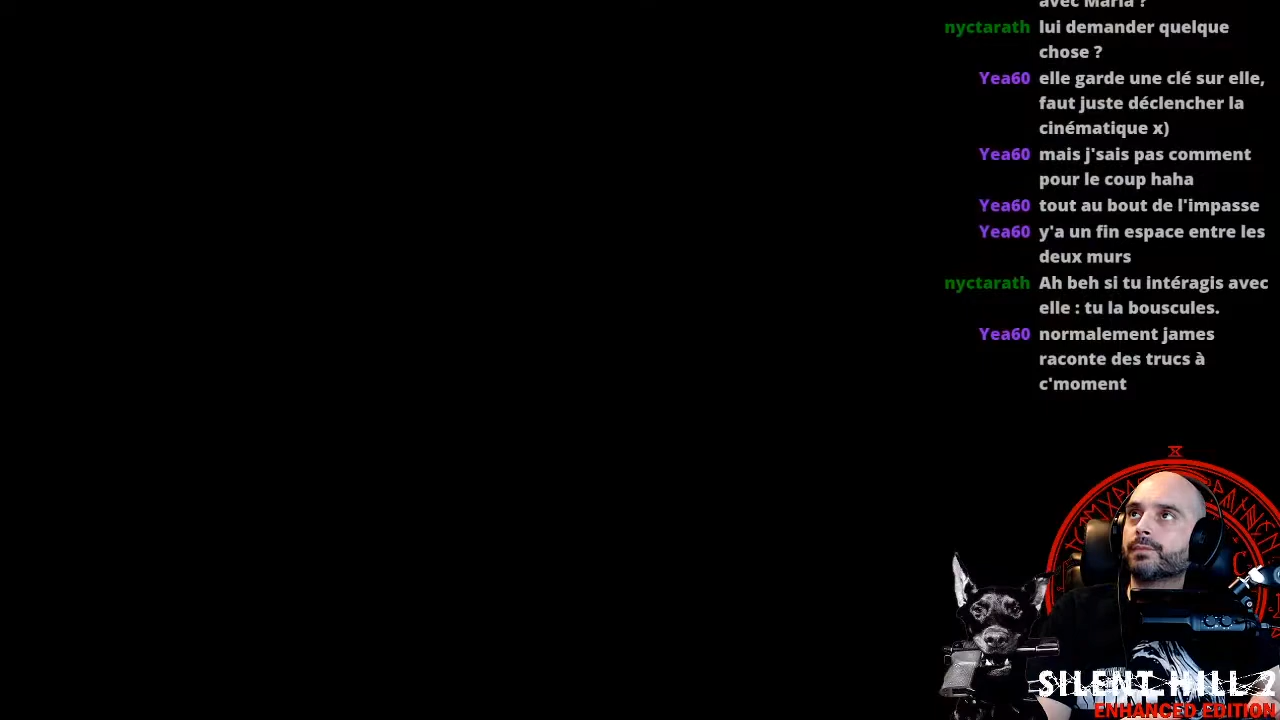 avec Maria ?
nyctarath lui demander quelque
chose ?
Yea60 elle garde une clé sur elle,
faut juste déclencher la
cinématique x)
Yea60 mais j'sais pas comment
pour le coup haha
Yea60 tout au bout de l'impasse
Yea60 y'a un fin espace entre les
deux murs
nyctarath Ah beh si tu intéragis avec
elle : tu la bouscules.
Yea60 normalement james
raconte des trucs à
c'moment
SILENT HILL 2
ENHANCED EDITION